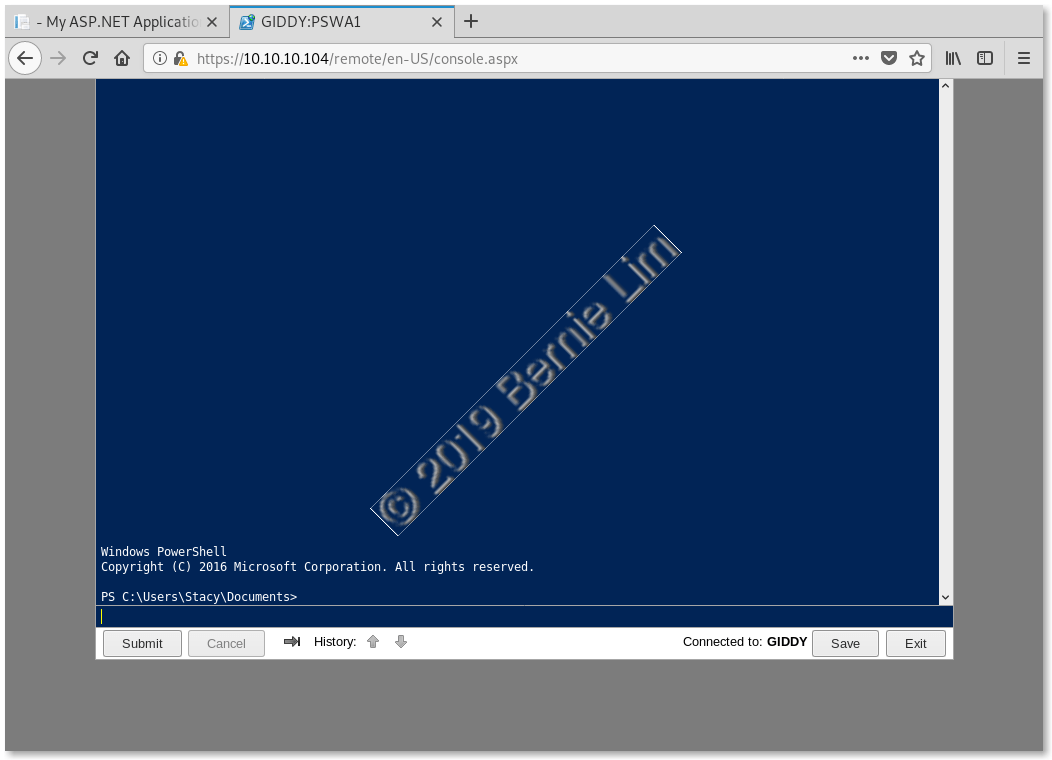 - My ASP.NET Applicatio
GIDDY:PSWA1
https://10.10.10.104/remote/en-US/console.aspx
© 2019 Bernie Lim
Windows PowerShell
Copyright (C) 2016 Microsoft Corporation. All rights reserved.
PS C:\Users\Stacy\Documents>
Submit Cancel History: Connected to: GIDDY Save Exit